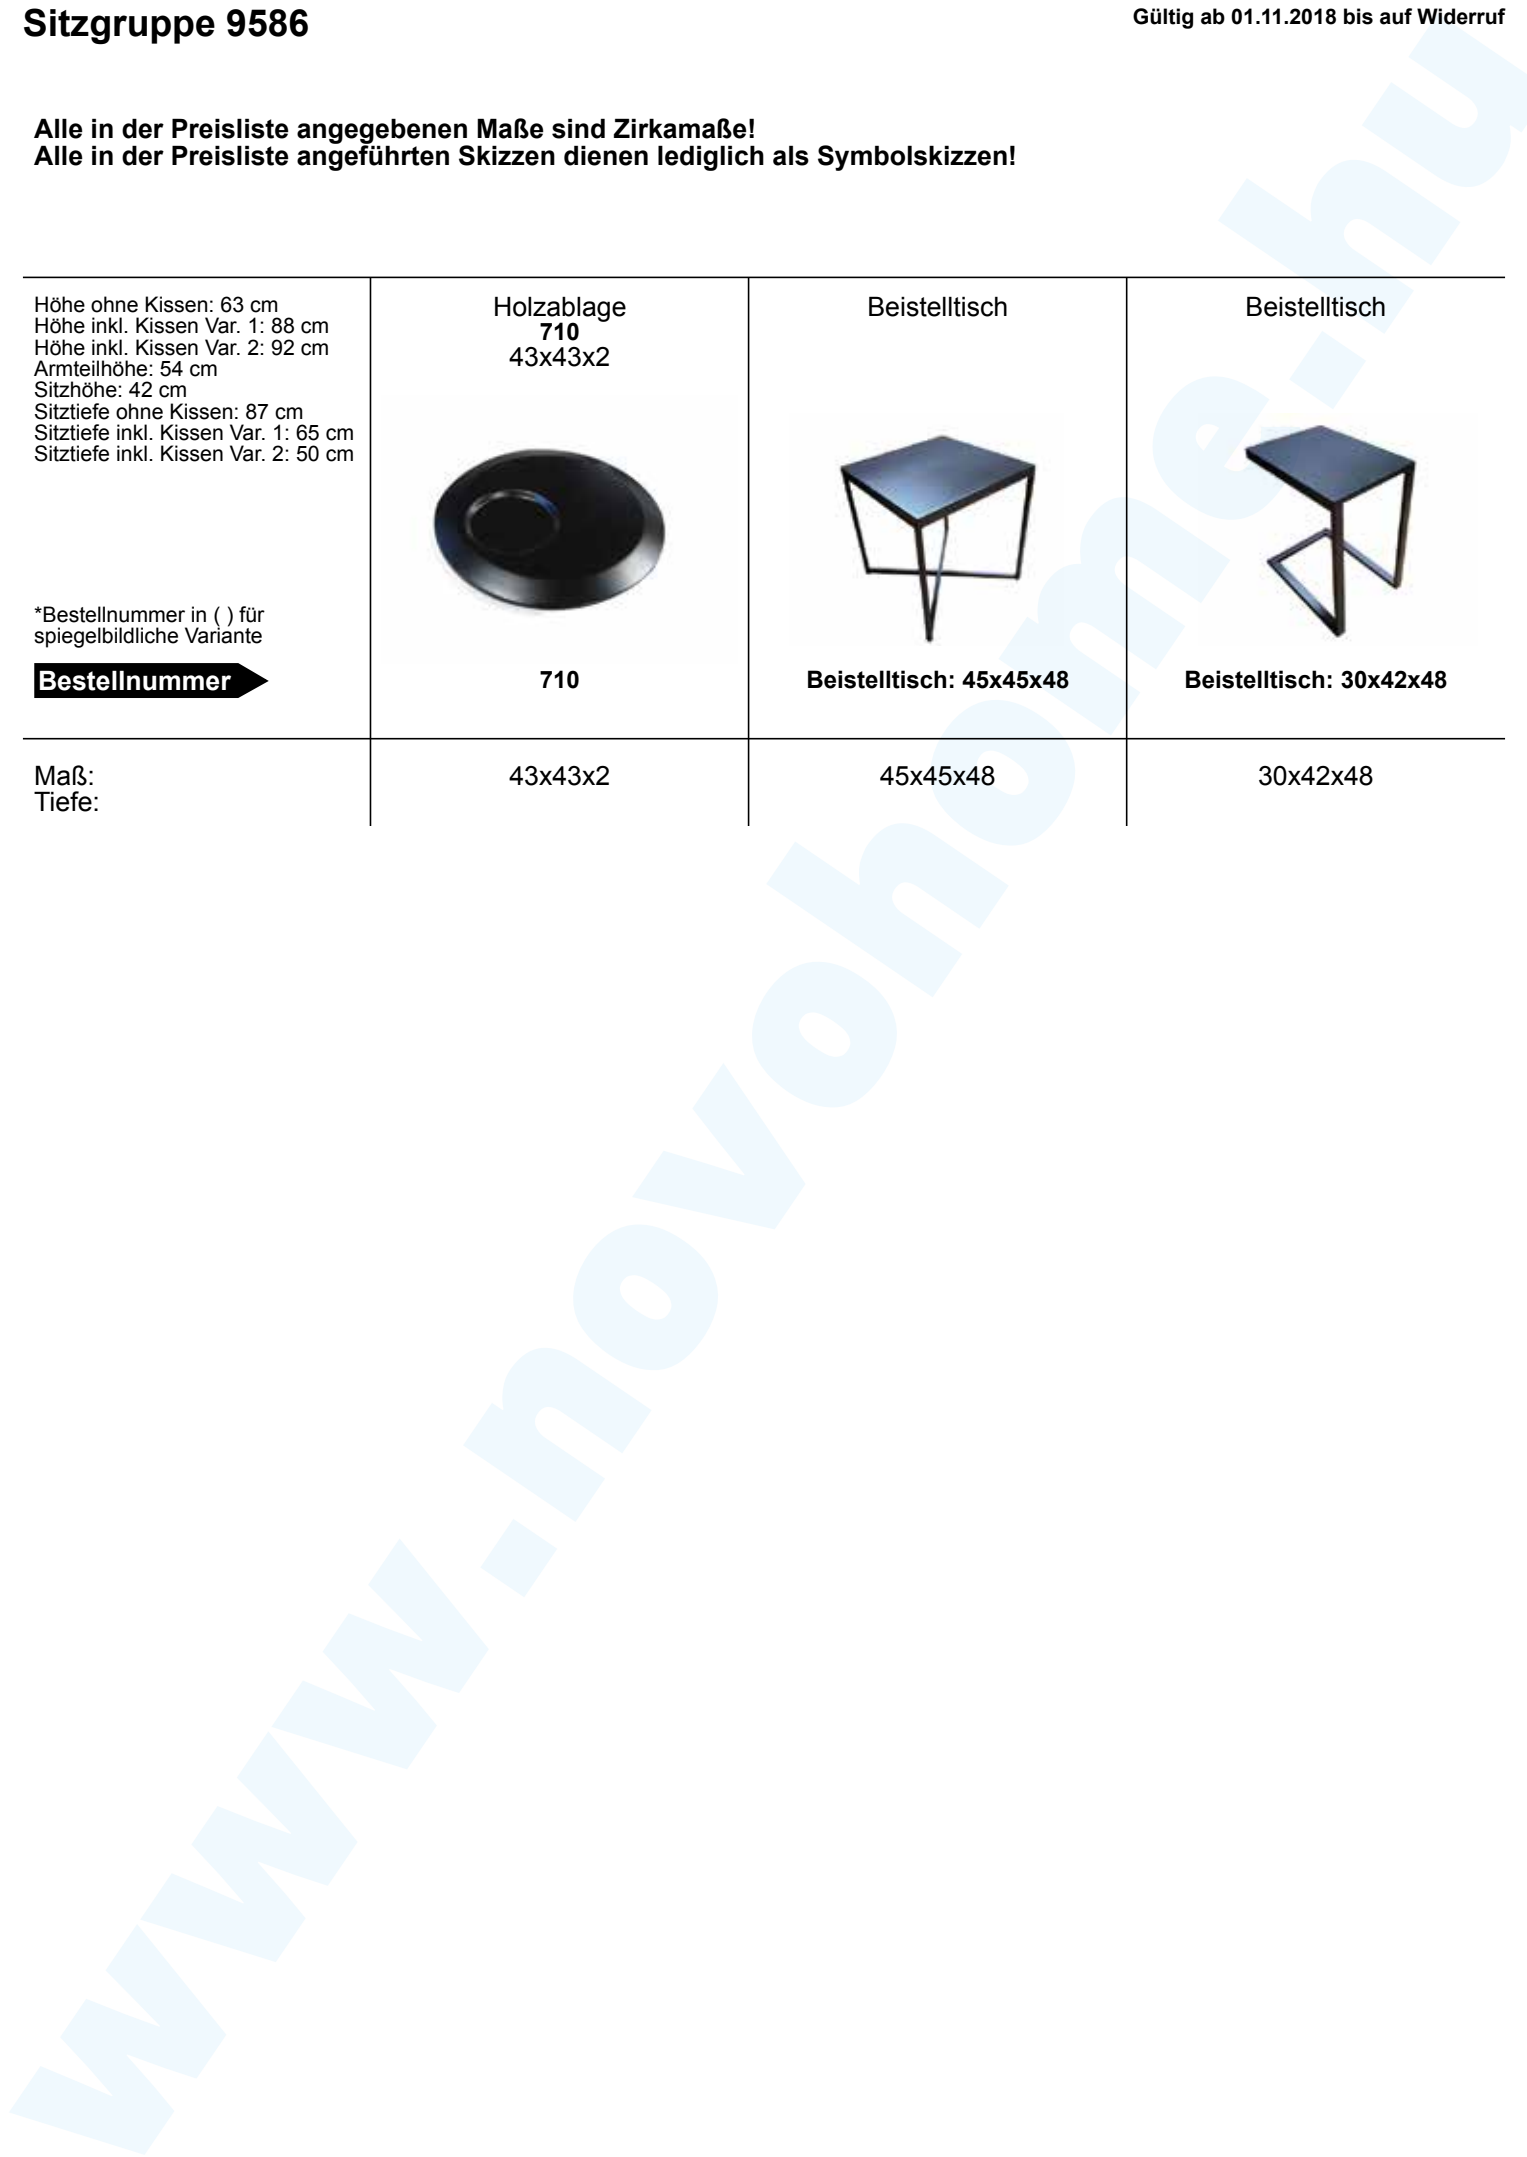 Sitzgruppe 9586
Gültig ab 01.11.2018 bis auf Widerruf
Alle in der Preisliste angegebenen Maße sind Zirkamaße!
Alle in der Preisliste angeführten Skizzen dienen lediglich als Symbolskizzen!
Höhe ohne Kissen: 63 cm
Höhe inkl. Kissen Var. 1: 88 cm
Höhe inkl. Kissen Var. 2: 92 cm
Armteilhöhe: 54 cm
Sitzhöhe: 42 cm
Sitztiefe ohne Kissen: 87 cm
Sitztiefe inkl. Kissen Var. 1: 65 cm
Sitztiefe inkl. Kissen Var. 2: 50 cm
*Bestellnummer in ( ) für
spiegelbildliche Variante
Bestellnummer
Holzablage
710
43x43x2
710
Beistelltisch
Beistelltisch: 45x45x48
Beistelltisch
Beistelltisch: 30x42x48
Maß:
Tiefe:
43x43x2
45x45x48
30x42x48
www.novohome.hu